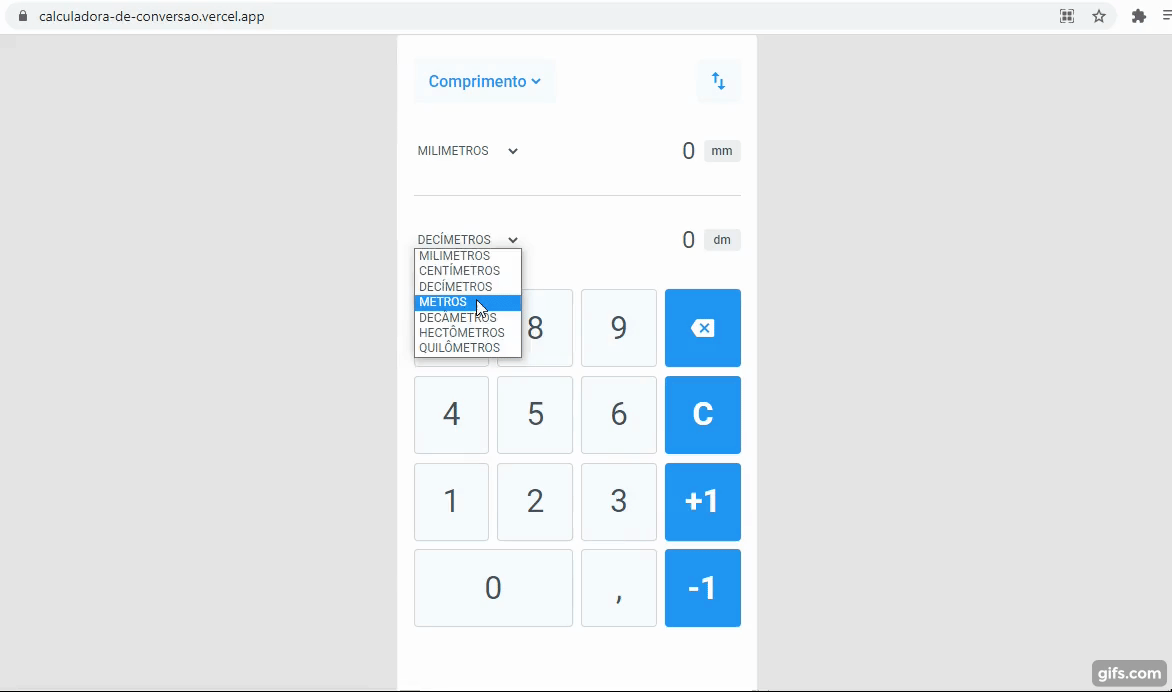 calculadora-de-conversao.vercel.app
Comprimento
MILIMETROS 0 mm
DECÍMETROS 0 dm
MILIMETROS
CENTÍMETROS
DECÍMETROS
METROS
DECÂMETROS
HECTÔMETROS
QUILÔMETROS
8 9
4 5 6 C
1 2 3 +1
0 , -1
gifs.com